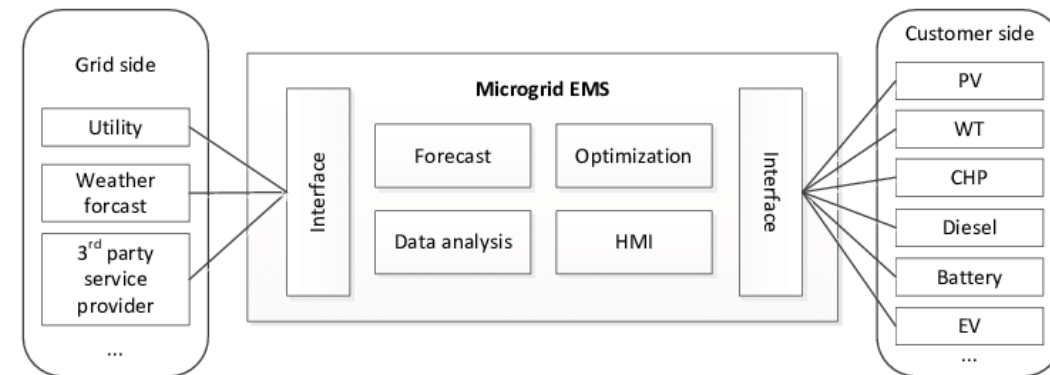 Grid side
Utility
Weather
forcast
3rd party
service
provider
...
Microgrid EMS
Interface
Forecast
Optimization
Data analysis
HMI
Interface
Customer side
PV
WT
CHP
Diesel
Battery
EV
...